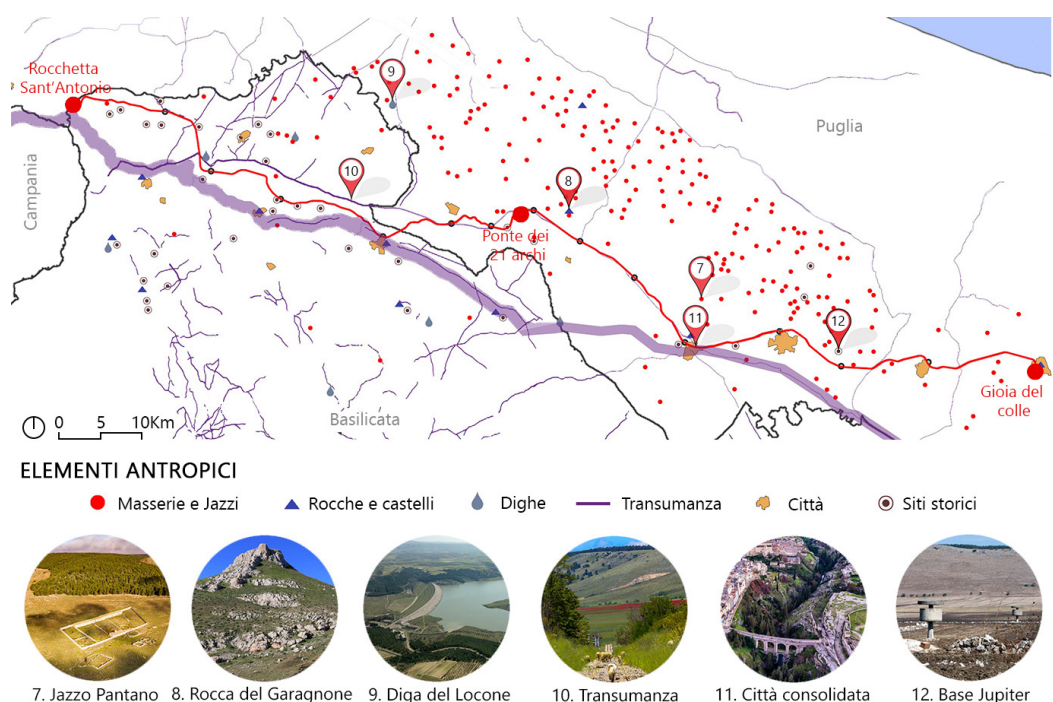 Rocchetta
Sant'Antonio
9
Puglia
Campania
10
8
Ponte dei
21 archi
7
11
12
Gioia del
colle
Basilicata
0 5 10Km
ELEMENTI ANTROPICI
Masserie e Jazzi
Rocche e castelli
Dighe
Transumanza
Città
Siti storici
7. Jazzo Pantano
8. Rocca del Garagnone
9. Diga del Locone
10. Transumanza
11. Città consolidata
12. Base Jupiter